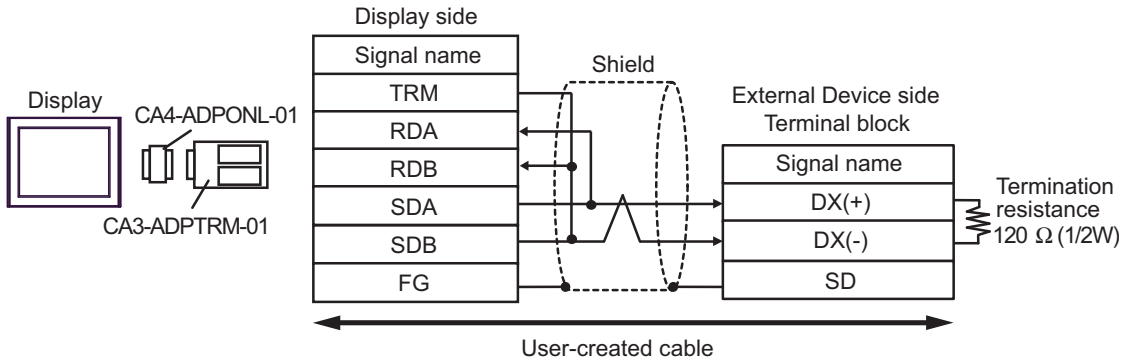 Display
CA4-ADPONL-01
CA3-ADPTRM-01
Display side
Signal name
TRM
RDA
RDB
SDA
SDB
FG
Shield
External Device side
Terminal block
Signal name
DX(+)
DX(-)
SD
Termination
resistance
120 Ω (1/2W)
User-created cable